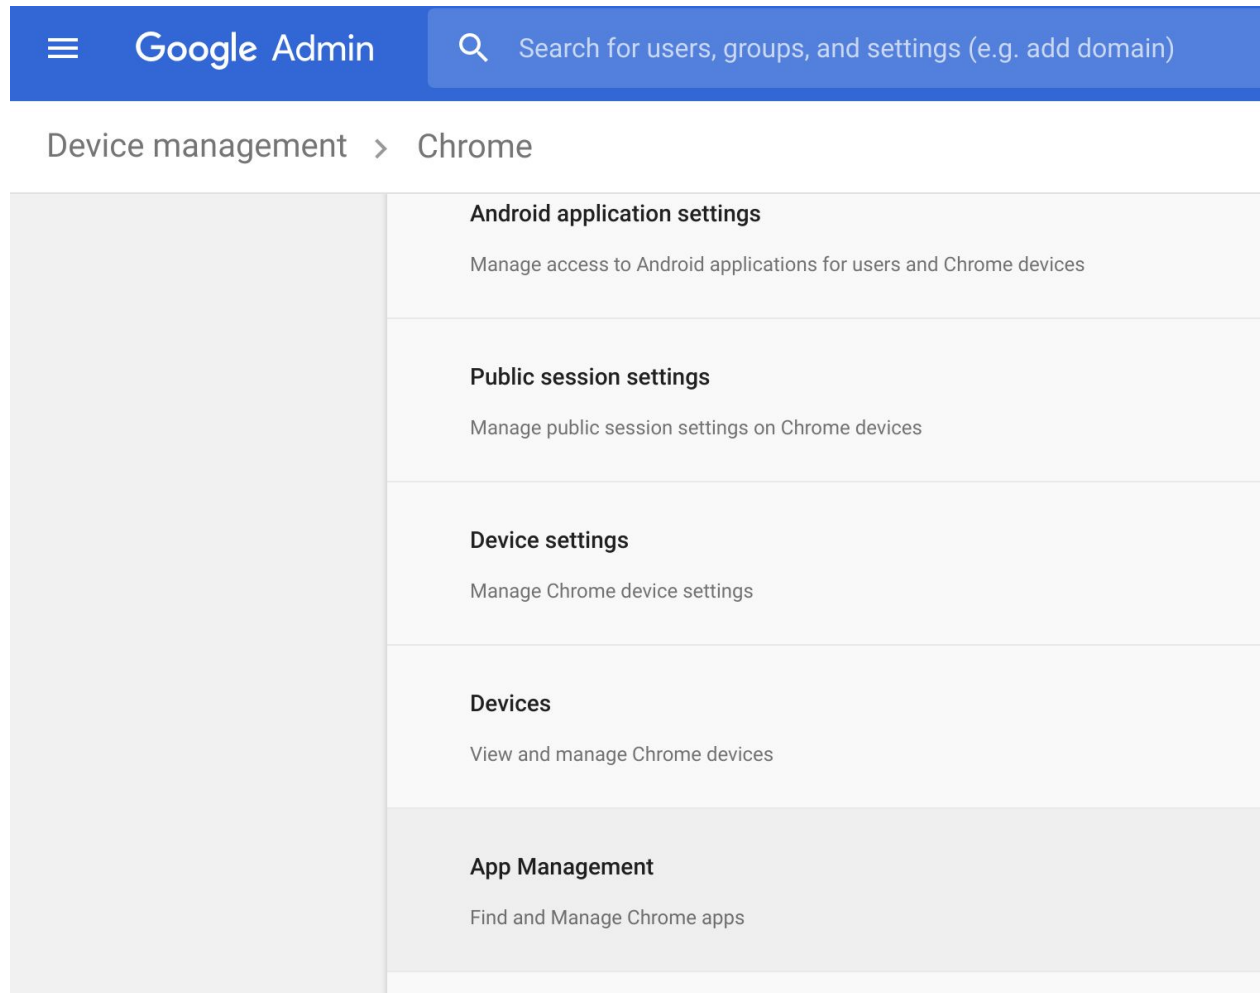 Google Admin
Search for users, groups, and settings (e.g. add domain)
Device management > Chrome
Android application settings
Manage access to Android applications for users and Chrome devices
Public session settings
Manage public session settings on Chrome devices
Device settings
Manage Chrome device settings
Devices
View and manage Chrome devices
App Management
Find and Manage Chrome apps